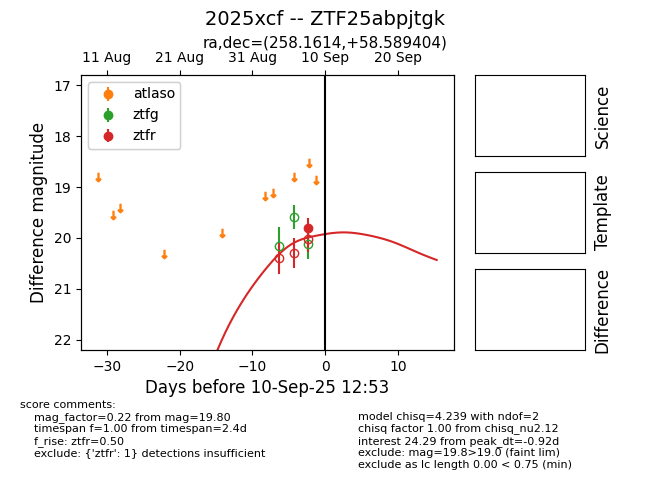 2025xcf -- ZTF25abpjtgk
ra,dec=(258.1614,+58.589404)
11 Aug 21 Aug 31 Aug 10 Sep 20 Sep
17
18
19
20
21
22
Difference magnitude
atlaso
ztfg
ztfr
−30 −20 −10 0 10
Days before 10-Sep-25 12:53
Science
Template
Difference
score comments:
mag_factor=0.22 from mag=19.80
timespan f=1.00 from timespan=2.4d
f_rise: ztfr=0.50
exclude: {'ztfr': 1} detections insufficient
model chisq=4.239 with ndof=2
chisq factor 1.00 from chisq_nu2.12
interest 24.29 from peak_dt=-0.92d
exclude: mag=19.8>19.0 (faint lim)
exclude as lc length 0.00 < 0.75 (min)